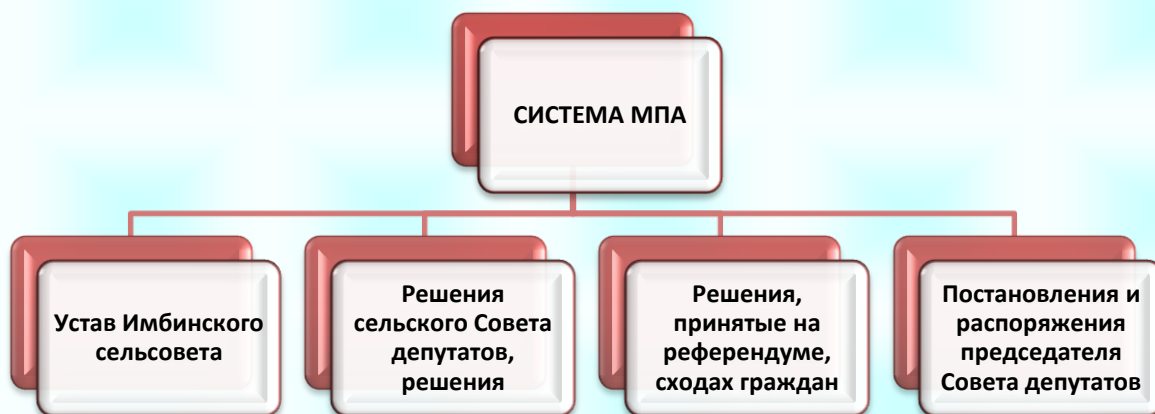 СИСТЕМА МПА
Устав Имбинского
сельсовета
Решения
сельского Совета
депутатов,
решения
Решения,
принятые на
референдуме,
сходах граждан
Постановления и
распоряжения
председателя
Совета депутатов